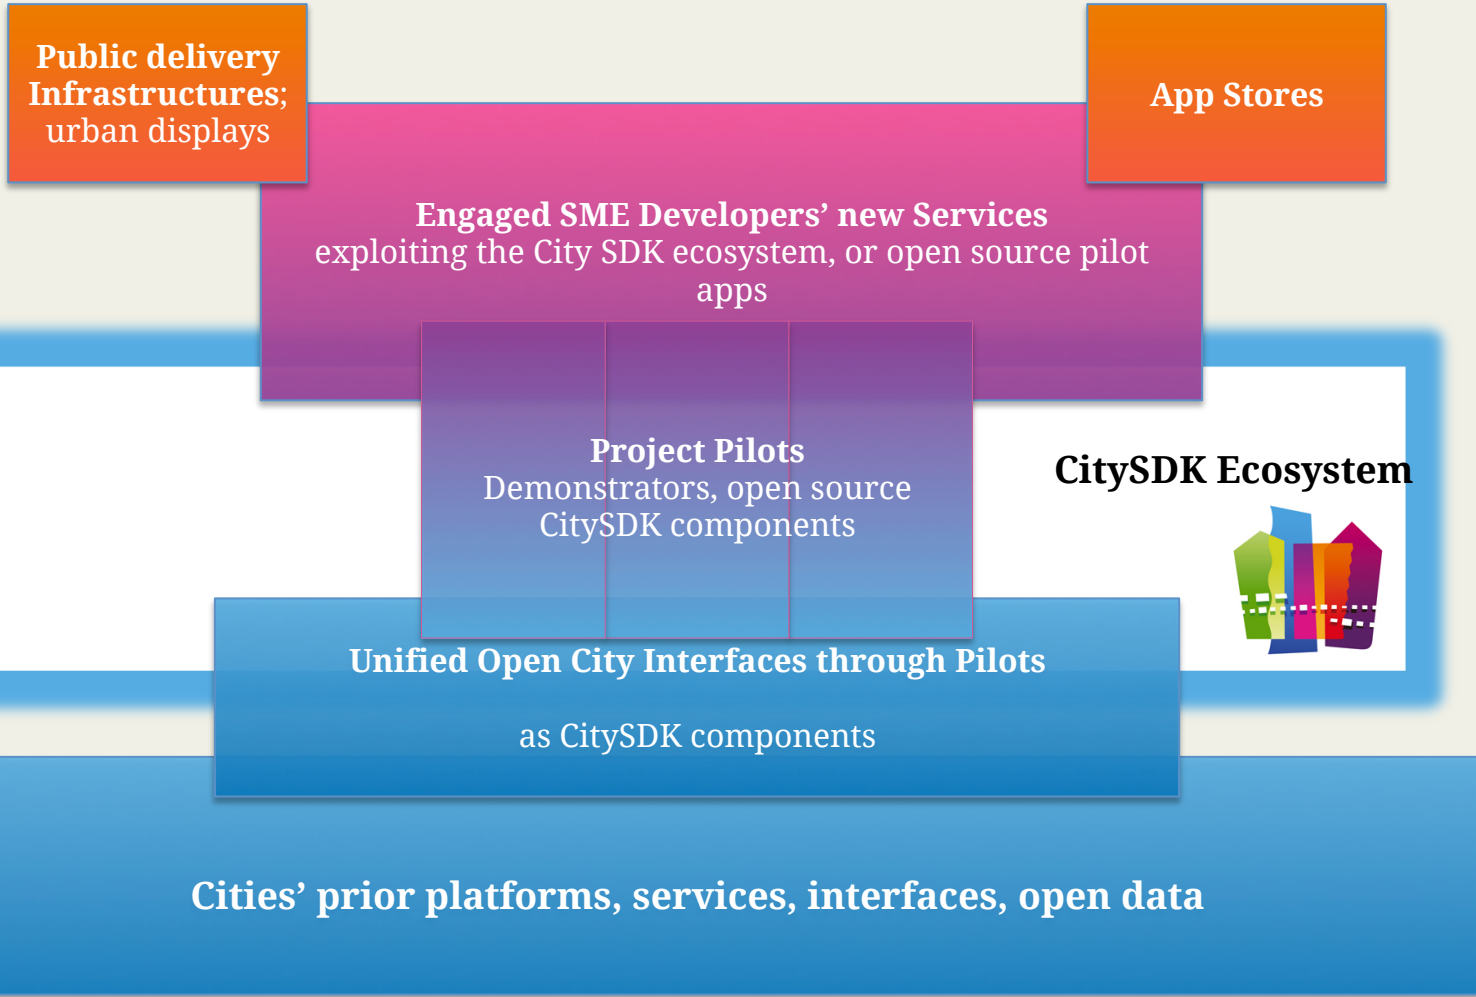 Public delivery
Infrastructures;
urban displays
App Stores
Engaged SME Developers’ new Services
exploiting the City SDK ecosystem, or open source pilot
apps
Project Pilots
Demonstrators, open source
CitySDK components
CitySDK Ecosystem
Unified Open City Interfaces through Pilots
as CitySDK components
Cities’ prior platforms, services, interfaces, open data